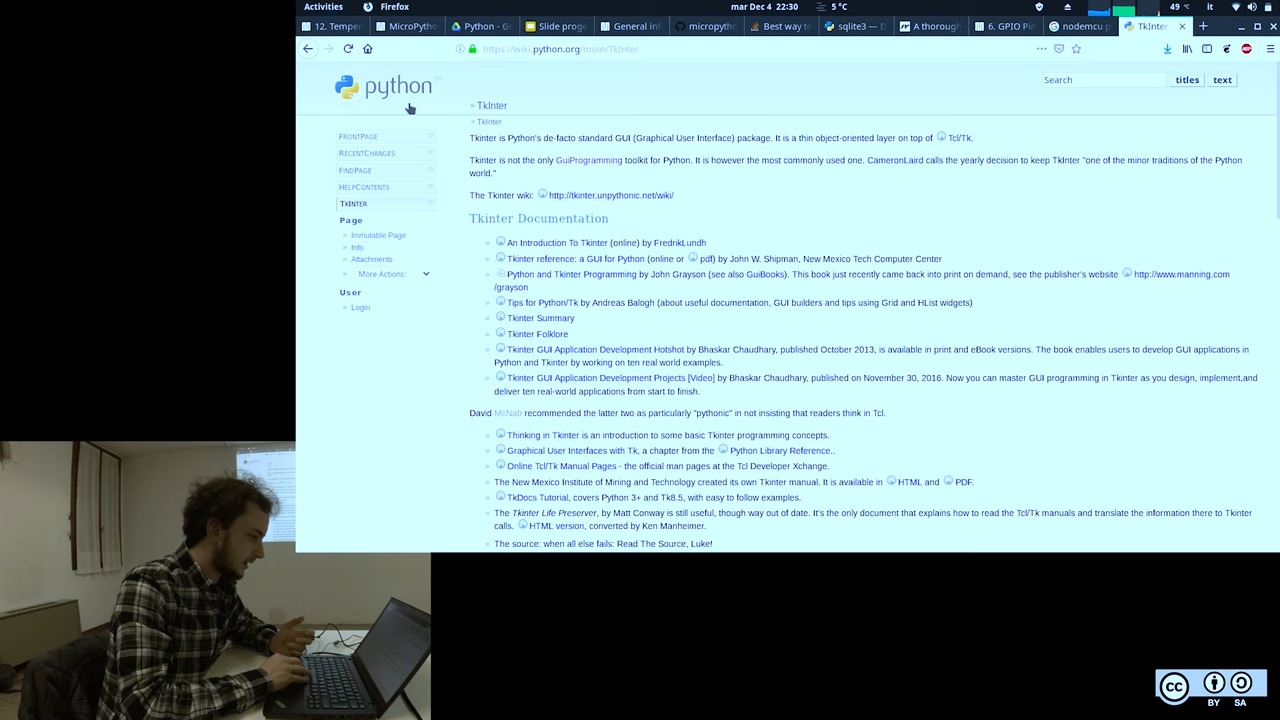 Activities Firefox mar Dec 4 22:30 5 °C 49 it
12. Temper MicroPytho Python - Go Slide proge General inf micropytho Best way to sqlite3 — D A thorough 6. GPIO Pin nodemcu p TkInter
https://wiki.python.org/moin/TkInter
python
Search titles text
» TkInter
» TkInter
FRONTPAGE
RECENTCHANGES
FINDPAGE
HELPCONTENTS
TKINTER
Page
» Immutable Page
» Info
» Attachments
» More Actions:
User
» Login
Tkinter is Python's de-facto standard GUI (Graphical User Interface) package. It is a thin object-oriented layer on top of Tcl/Tk.
Tkinter is not the only GuiProgramming toolkit for Python. It is however the most commonly used one. CameronLaird calls the yearly decision to keep TkInter "one of the minor traditions of the Python
world."
The Tkinter wiki: http://tkinter.unpythonic.net/wiki/
Tkinter Documentation
» An Introduction To Tkinter (online) by FredrikLundh
» Tkinter reference: a GUI for Python (online or pdf) by John W. Shipman, New Mexico Tech Computer Center
» Python and Tkinter Programming by John Grayson (see also GuiBooks). This book just recently came back into print on demand, see the publisher's website http://www.manning.com
/grayson
» Tips for Python/Tk by Andreas Balogh (about useful documentation, GUI builders and tips using Grid and HList widgets)
» Tkinter Summary
» Tkinter Folklore
» Tkinter GUI Application Development Hotshot by Bhaskar Chaudhary, published October 2013, is available in print and eBook versions. The book enables users to develop GUI applications in
Python and Tkinter by working on ten real world examples.
» Tkinter GUI Application Development Projects [Video] by Bhaskar Chaudhary, published on November 30, 2016. Now you can master GUI programming in Tkinter as you design, implement,and
deliver ten real-world applications from start to finish.
David McNab recommended the latter two as particularly "pythonic" in not insisting that readers think in Tcl.
» Thinking in Tkinter is an introduction to some basic Tkinter programming concepts.
» Graphical User Interfaces with Tk, a chapter from the Python Library Reference..
» Online Tcl/Tk Manual Pages - the official man pages at the Tcl Developer Xchange.
» The New Mexico Institute of Mining and Technology created its own Tkinter manual. It is available in HTML and PDF.
» TkDocs Tutorial, covers Python 3+ and Tk8.5, with easy to follow examples.
» The Tkinter Life Preserver, by Matt Conway is still useful, though way out of date. It's the only document that explains how to read the Tcl/Tk manuals and translate the information there to Tkinter
calls. HTML version, converted by Ken Manheimer.
» The source: when all else fails: Read The Source, Luke!
cc BY SA